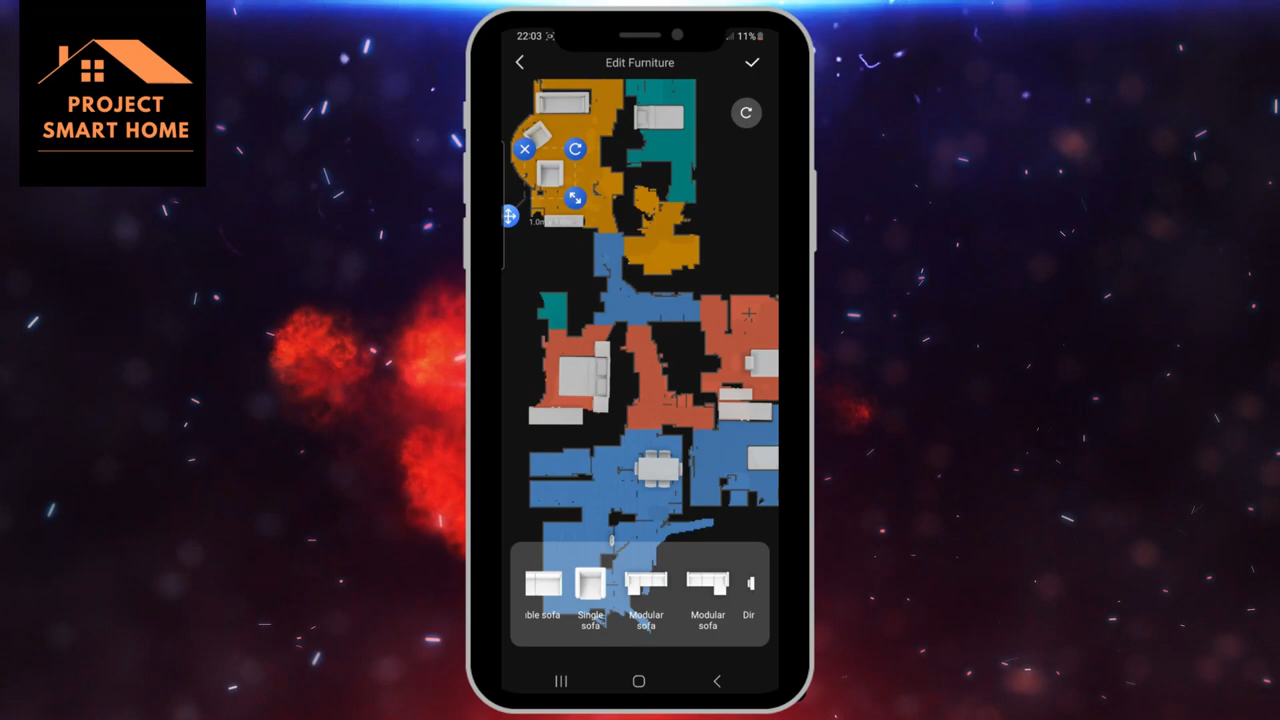 PROJECT
SMART HOME
22:03
11%
Edit Furniture
1.0m
ble sofa
Single
sofa
Modular
sofa
Modular
sofa
Dir